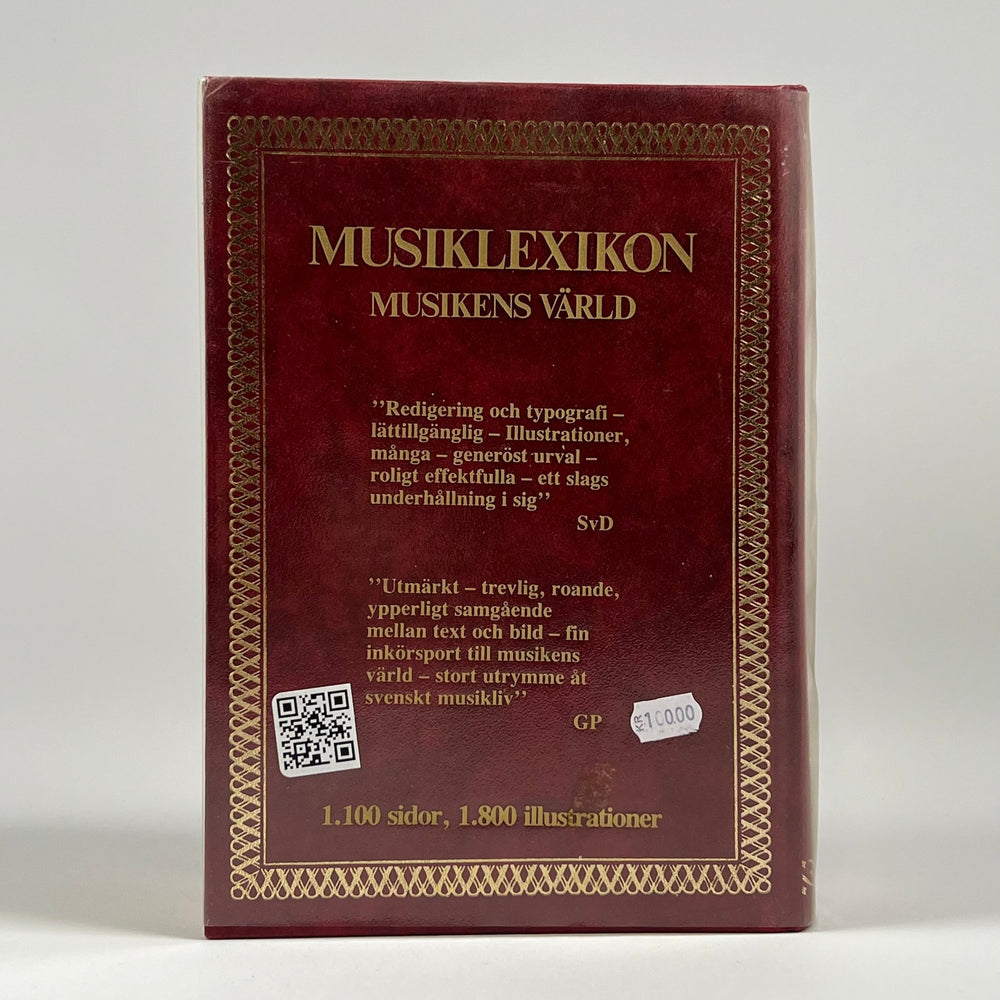 MUSIKLEXIKON
MUSIKENS VÄRLD
’’Redigering och typografi –
lättillgänglig – Illustrationer,
många – generöst urval –
roligt effektfulla – ett slags
underhållning i sig’’
SvD
’’Utmärkt – trevlig, roande,
ypperligt samgående
mellan text och bild – fin
inkörsport till musikens
värld – stort utrymme åt
svenskt musikliv’’
GP
KR 100.00
1.100 sidor, 1.800 illustrationer